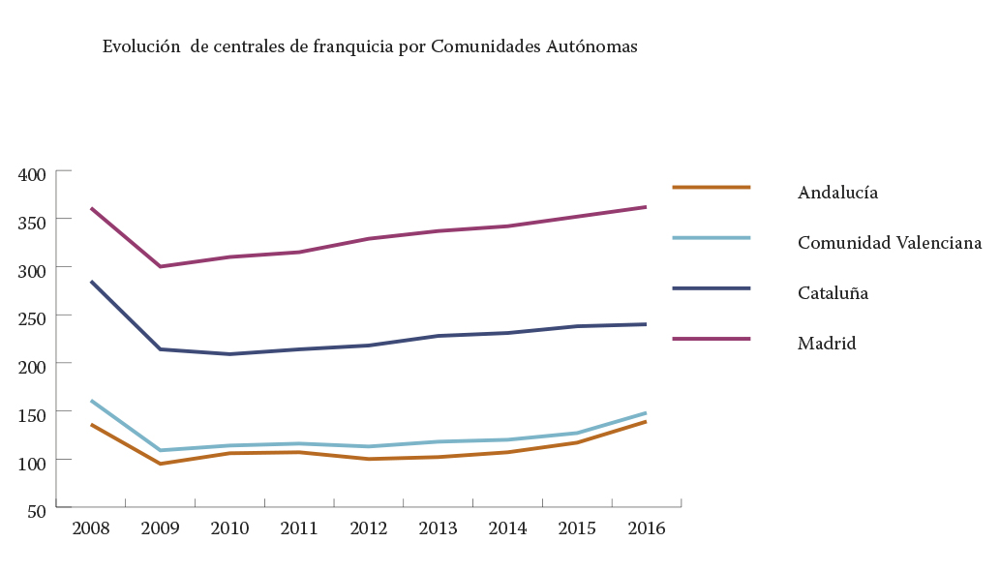 Evolución de centrales de franquicia por Comunidades Autónomas
400
350
300
250
200
150
100
50
2008 2009 2010 2011 2012 2013 2014 2015 2016
Andalucía
Comunidad Valenciana
Cataluña
Madrid